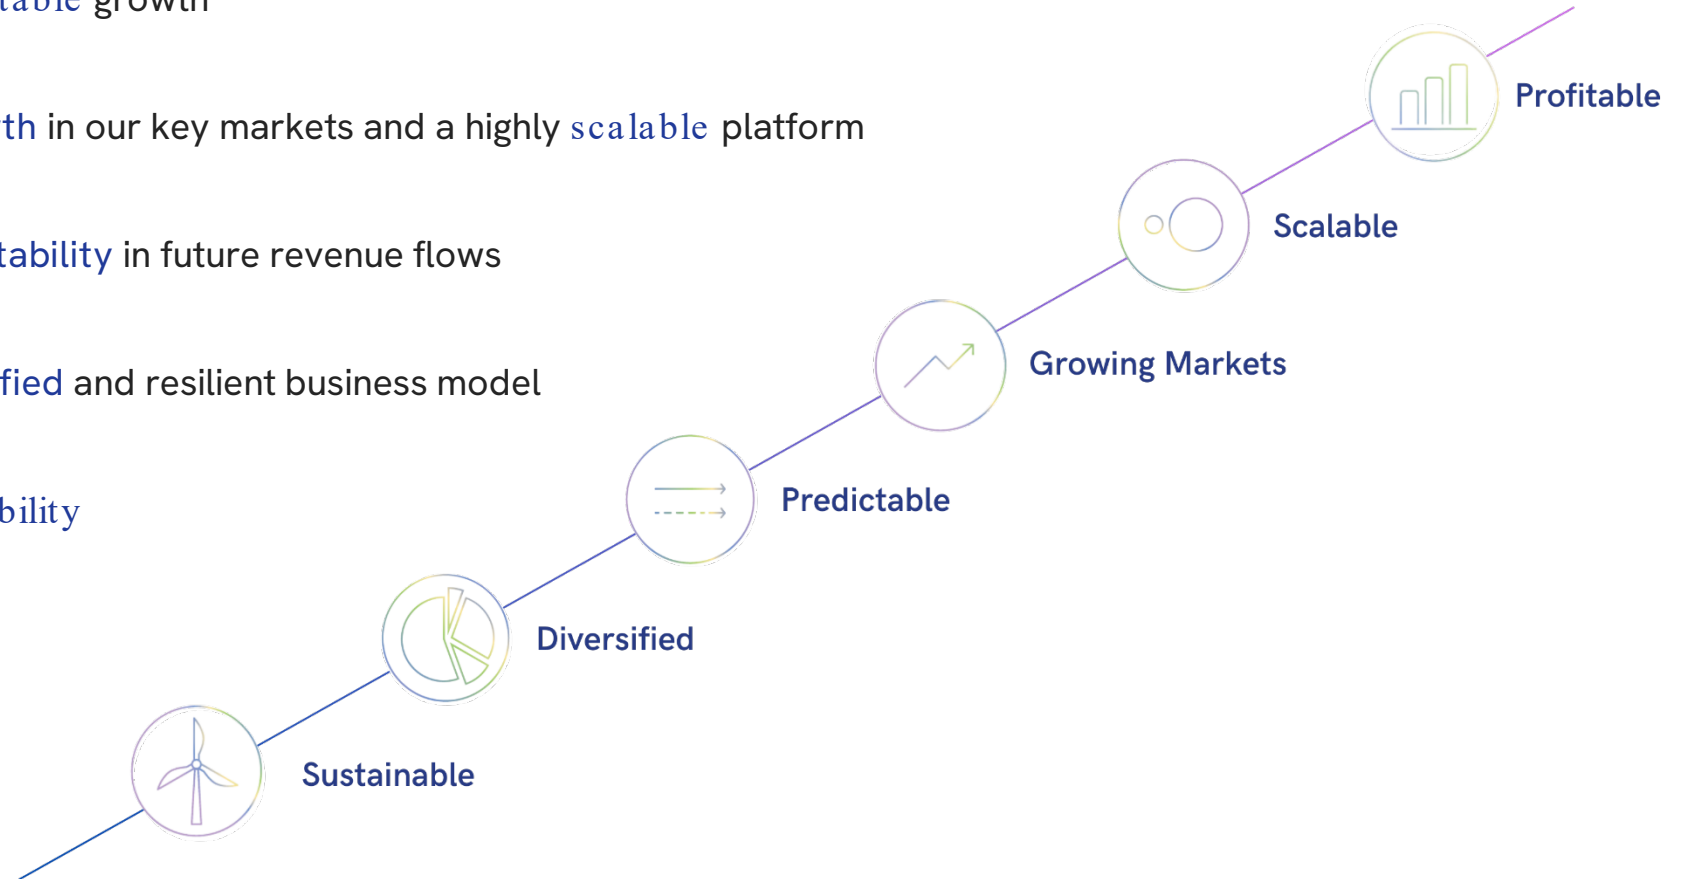 growth
in our key markets and a highly scalable platform
in future revenue flows
and resilient business model
Profitable
Scalable
Growing Markets
Predictable
Diversified
Sustainable